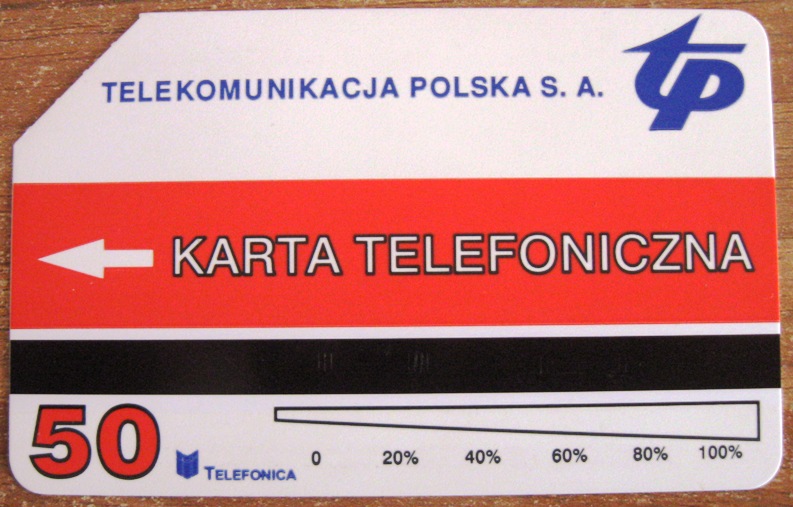 TELEKOMUNIKACJA POLSKA S. A.
tp
KARTA TELEFONICZNA
50
TELEFONICA
0 20% 40% 60% 80% 100%